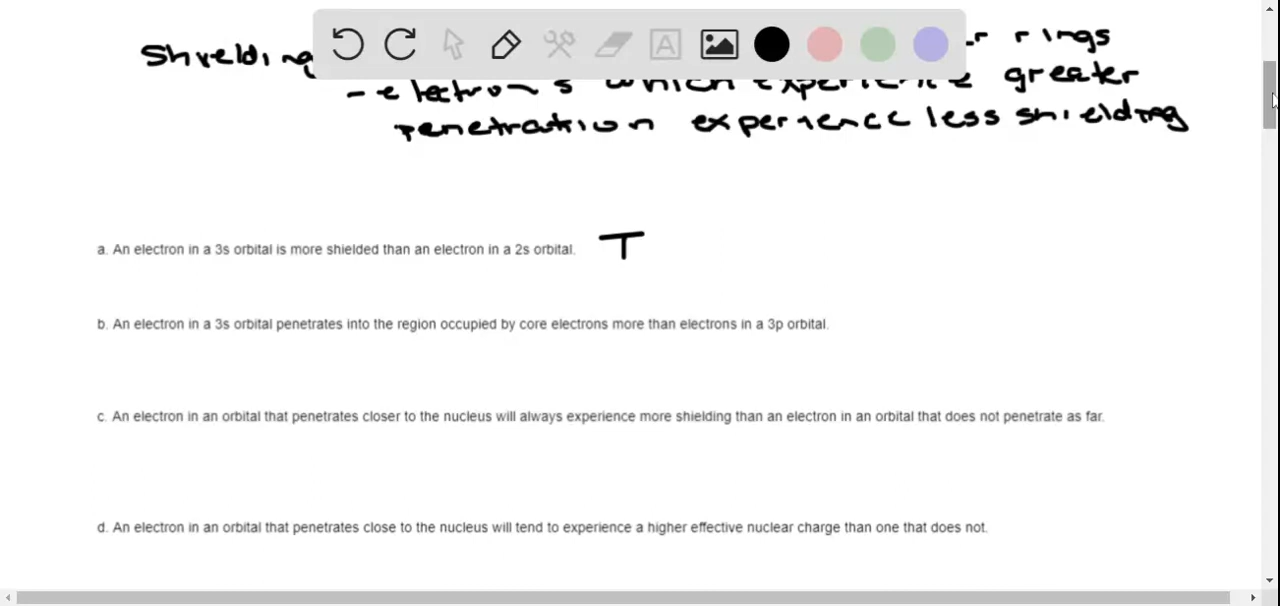 Shielding rings
- electrons which experience greater
penetration experience less shielding
a. An electron in a 3s orbital is more shielded than an electron in a 2s orbital. T
b. An electron in a 3s orbital penetrates into the region occupied by core electrons more than electrons in a 3p orbital.
c. An electron in an orbital that penetrates closer to the nucleus will always experience more shielding than an electron in an orbital that does not penetrate as far.
d. An electron in an orbital that penetrates close to the nucleus will tend to experience a higher effective nuclear charge than one that does not.